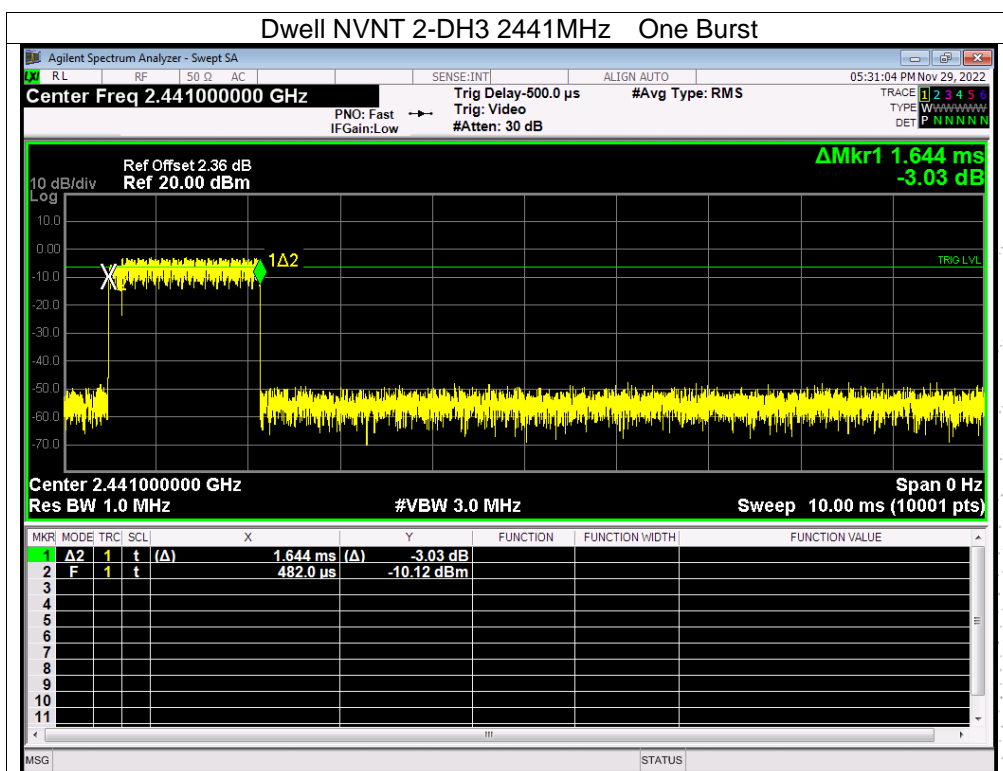 Dwell NVNT 2-DH3 2441MHz One Burst
Agilent Spectrum Analyzer - Swept SA
LXI RL RF 50 Ω AC SENSE:INT ALIGN AUTO 05:31:04 PM Nov 29, 2022
Center Freq 2.441000000 GHz
PNO: Fast
IFGain:Low
Trig Delay-500.0 µs
Trig: Video
#Atten: 30 dB
#Avg Type: RMS
TRACE 1 2 3 4 5 6
TYPE WWWWWW
DET P N N N N N
ΔMkr1 1.644 ms
-3.03 dB
Ref Offset 2.36 dB
10 dB/div Ref 20.00 dBm
Log
10.0
0.00
1Δ2
TRIG LVL
-10.0
-20.0
-30.0
-40.0
-50.0
-60.0
-70.0
Center 2.441000000 GHz Span 0 Hz
Res BW 1.0 MHz #VBW 3.0 MHz Sweep 10.00 ms (10001 pts)
MKR MODE TRC SCL X Y FUNCTION FUNCTION WIDTH FUNCTION VALUE
1 Δ2 1 t (Δ) 1.644 ms (Δ) -3.03 dB
2 F 1 t 482.0 µs -10.12 dBm
3
4
5
6
7
8
9
10
11
MSG STATUS